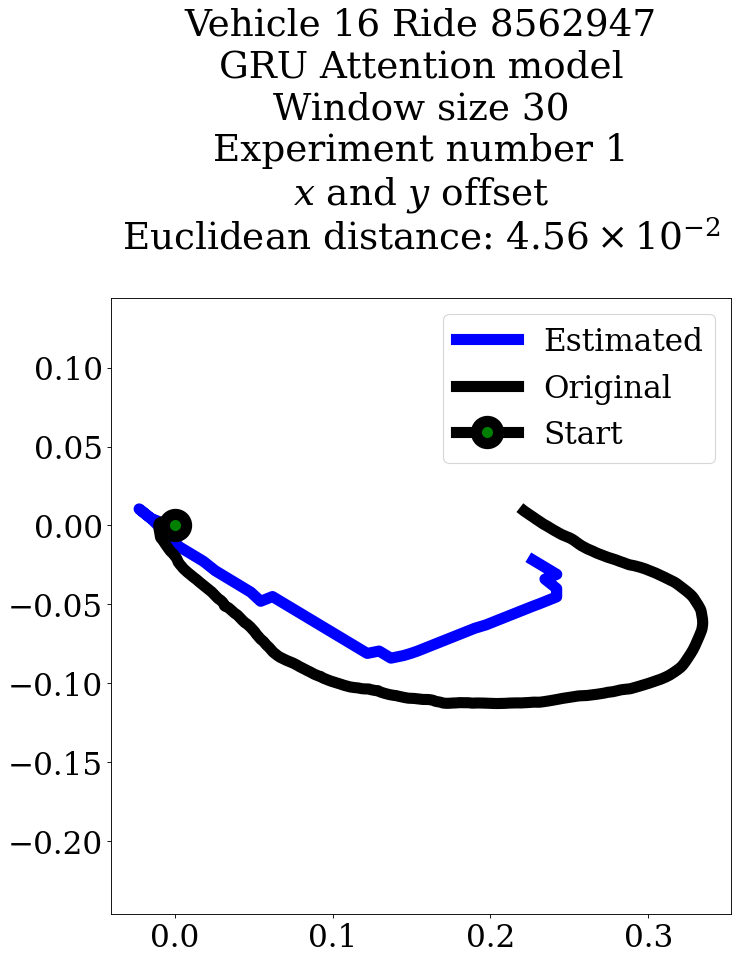 Vehicle 16 Ride 8562947
GRU Attention model
Window size 30
Experiment number 1
x and y offset
Euclidean distance: 4.56 × 10⁻²
Estimated
Original
Start
0.10
0.05
0.00
−0.05
−0.10
−0.15
−0.20
0.0 0.1 0.2 0.3